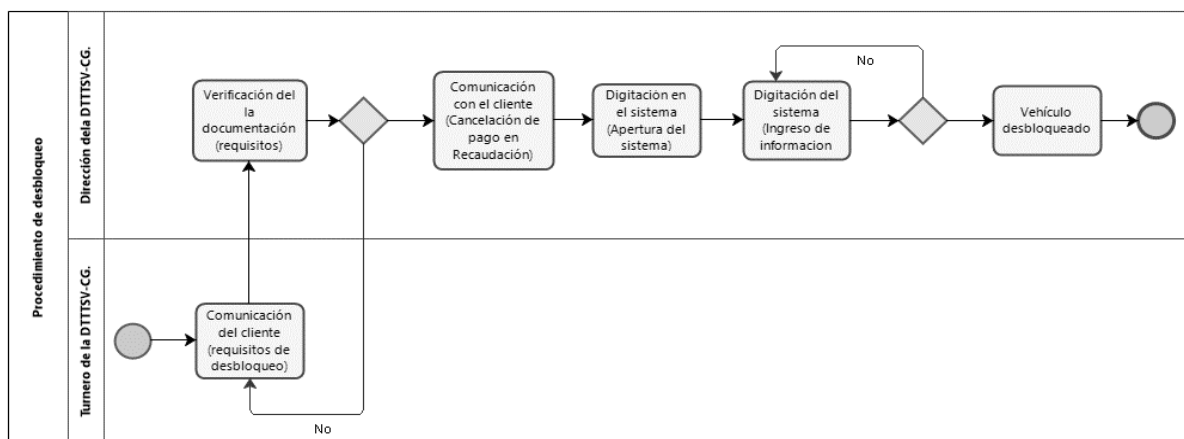 Procedimiento de desbloqueo
Dirección dela DTTTSV-CG.
Verificación del
la
documentación
(requisitos)
Comunicación
con el cliente
(Cancelación de
pago en
Recaudación)
Digitación en
el sistema
(Apertura del
sistema)
Digitación del
sistema
(Ingreso de
informacion
No
Vehículo
desbloqueado
Turnero de la DTTTSV-CG.
Comunicación
del cliente
(requisitos de
desbloqueo)
No